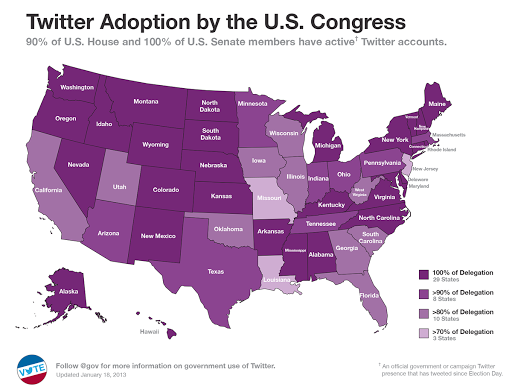 Twitter Adoption by the U.S. Congress
90% of U.S. House and 100% of U.S. Senate members have active† Twitter accounts.
Washington
Oregon
Idaho
Montana
North
Dakota
South
Dakota
Minnesota
Wisconsin
Michigan
Wyoming
Nebraska
Iowa
Nevada
Utah
Colorado
Kansas
Missouri
Illinois
Indiana
Ohio
Pennsylvania
New York
Vermont
New
Hampshire
Maine
Massachusetts
Connecticut
Rhode Island
New Jersey
Delaware
Maryland
California
Arizona
New Mexico
Oklahoma
Arkansas
Texas
Louisiana
Mississippi
Alabama
Georgia
Florida
South
Carolina
North Carolina
Tennessee
Kentucky
West
Virginia
Virginia
Alaska
Hawaii
100% of Delegation
29 States
>90% of Delegation
8 States
>80% of Delegation
10 States
>70% of Delegation
3 States
VOTE
Follow @gov for more information on government use of Twitter.
Updated January 16, 2013
† An official government or campaign Twitter
presence that has tweeted since Election Day.